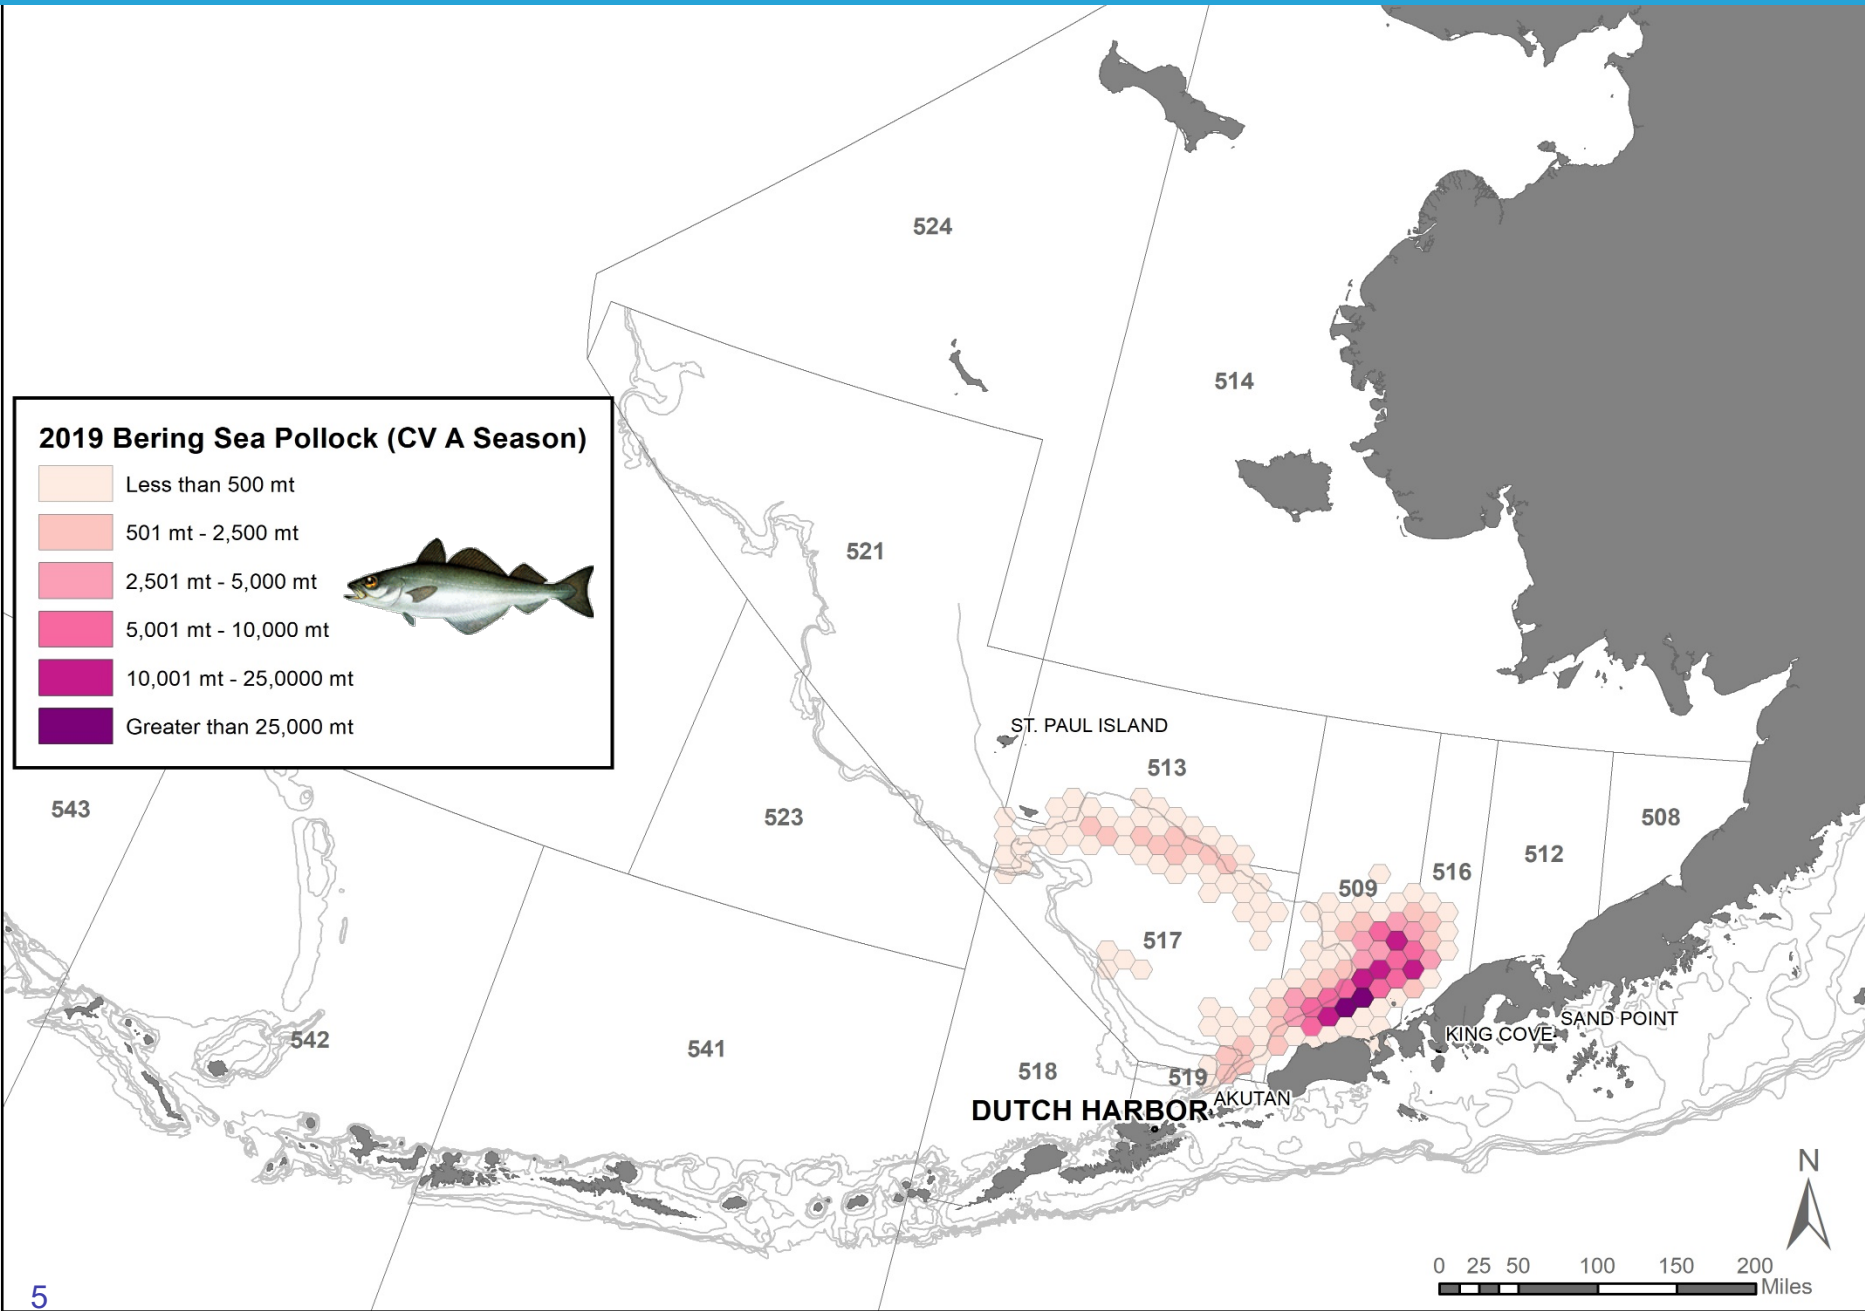 524
514
2019 Bering Sea Pollock (CV A Season)
Less than 500 mt
501 mt - 2,500 mt
2,501 mt - 5,000 mt
5,001 mt - 10,000 mt
10,001 mt - 25,0000 mt
Greater than 25,000 mt
521
ST. PAUL ISLAND
513
543
523
508
512
516
509
517
SAND POINT
KING COVE
542
541
518
519
AKUTAN
DUTCH HARBOR
N
0 25 50 100 150 200
Miles
5